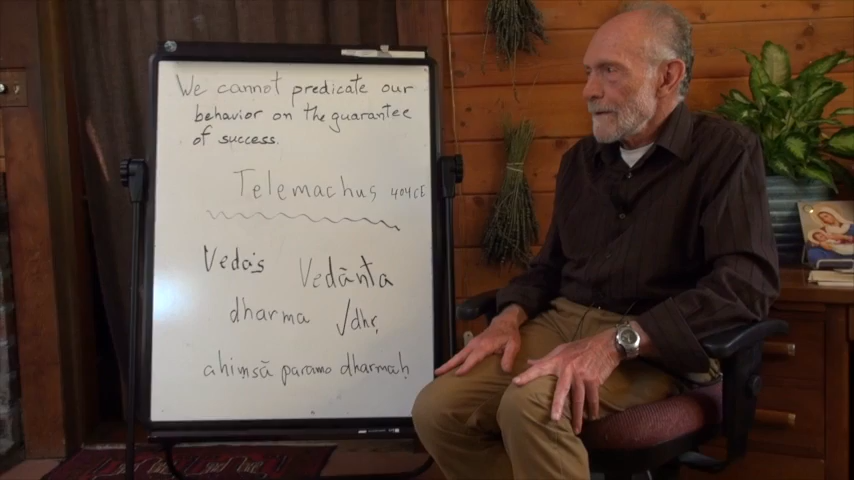 We cannot predicate our
behavior on the guarantee
of success.
Telemachus 404CE
Vedas Vedānta
dharma √dhṛ
ahiṃsā paramo dharmaḥ